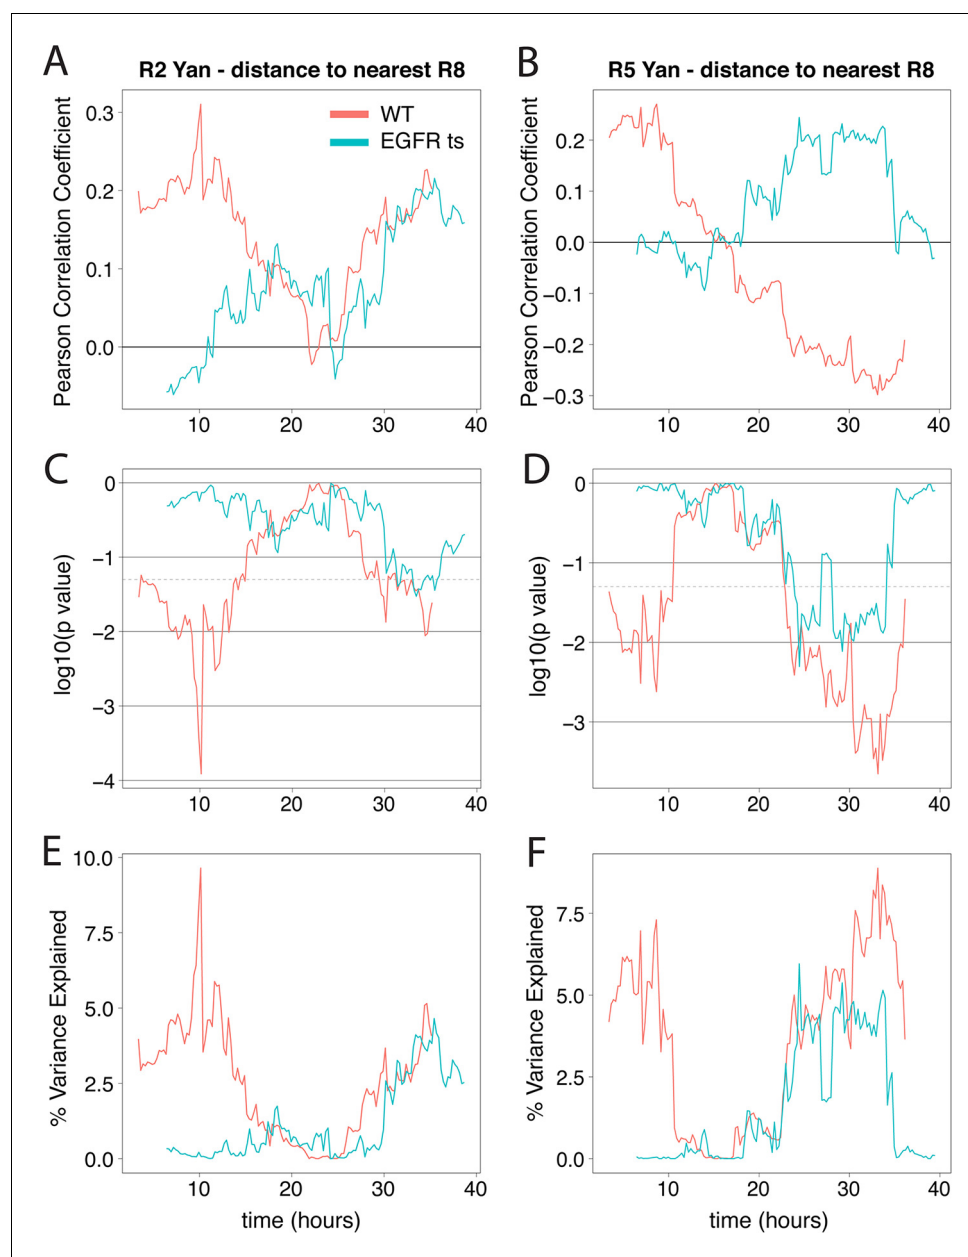 A
R2 Yan - distance to nearest R8
Pearson Correlation Coefficient
0.3
0.2
0.1
0.0
WT
EGFR ts
10 20 30 40
B
R5 Yan - distance to nearest R8
Pearson Correlation Coefficient
0.2
0.1
0.0
−0.1
−0.2
−0.3
10 20 30 40
C
log10(p value)
0
−1
−2
−3
−4
10 20 30 40
D
log10(p value)
0
−1
−2
−3
10 20 30 40
E
% Variance Explained
10.0
7.5
5.0
2.5
0.0
10 20 30 40
time (hours)
F
% Variance Explained
7.5
5.0
2.5
0.0
10 20 30 40
time (hours)